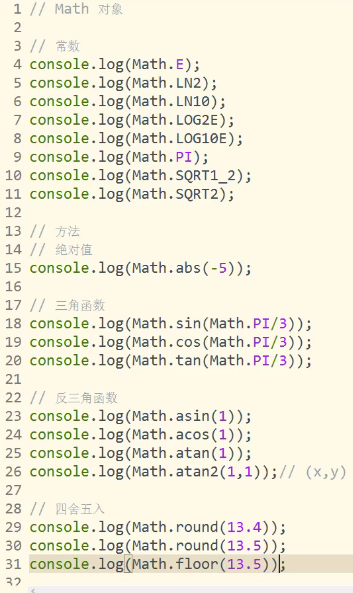 1 // Math 对象
2
3 // 常数
4 console.log(Math.E);
5 console.log(Math.LN2);
6 console.log(Math.LN10);
7 console.log(Math.LOG2E);
8 console.log(Math.LOG10E);
9 console.log(Math.PI);
10 console.log(Math.SQRT1_2);
11 console.log(Math.SQRT2);
12
13 // 方法
14 // 绝对值
15 console.log(Math.abs(-5));
16
17 // 三角函数
18 console.log(Math.sin(Math.PI/3));
19 console.log(Math.cos(Math.PI/3));
20 console.log(Math.tan(Math.PI/3));
21
22 // 反三角函数
23 console.log(Math.asin(1));
24 console.log(Math.acos(1));
25 console.log(Math.atan(1));
26 console.log(Math.atan2(1,1));// (x,y)
27
28 // 四舍五入
29 console.log(Math.round(13.4));
30 console.log(Math.round(13.5));
31 console.log(Math.floor(13.5));
32